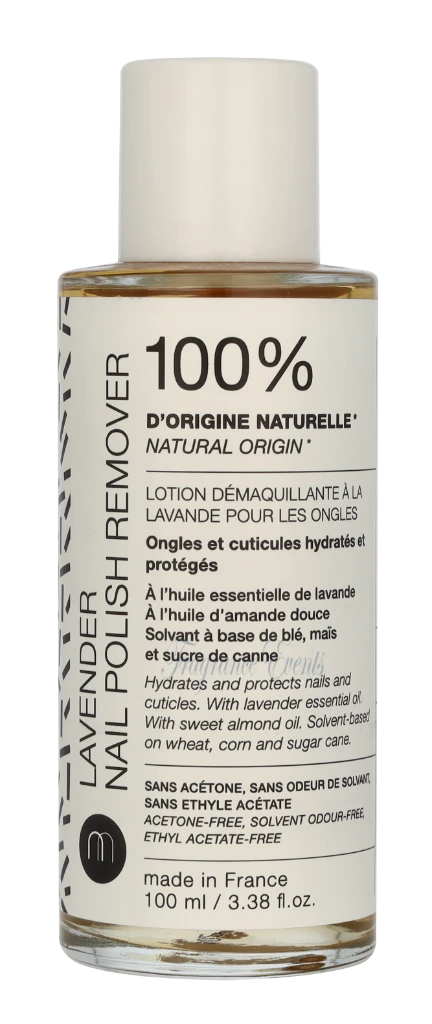 100%
D'ORIGINE NATURELLE*
NATURAL ORIGIN*
LOTION DÉMAQUILLANTE À LA
LAVANDE POUR LES ONGLES
Ongles et cuticules hydratés et
protégés
À l'huile essentielle de lavande
À l'huile d'amande douce
Solvant à base de blé, maïs
et sucre de canne
Fragrance Events
Hydrates and protects nails and
cuticles. With lavender essential oil.
With sweet almond oil. Solvent-based
on wheat, corn and sugar cane.
SANS ACÉTONE, SANS ODEUR DE SOLVANT,
SANS ETHYLE ACÉTATE
ACETONE-FREE, SOLVENT ODOUR-FREE,
ETHYL ACETATE-FREE
made in France
100 ml / 3.38 fl.oz.
LAVENDER
NAIL POLISH REMOVER
m